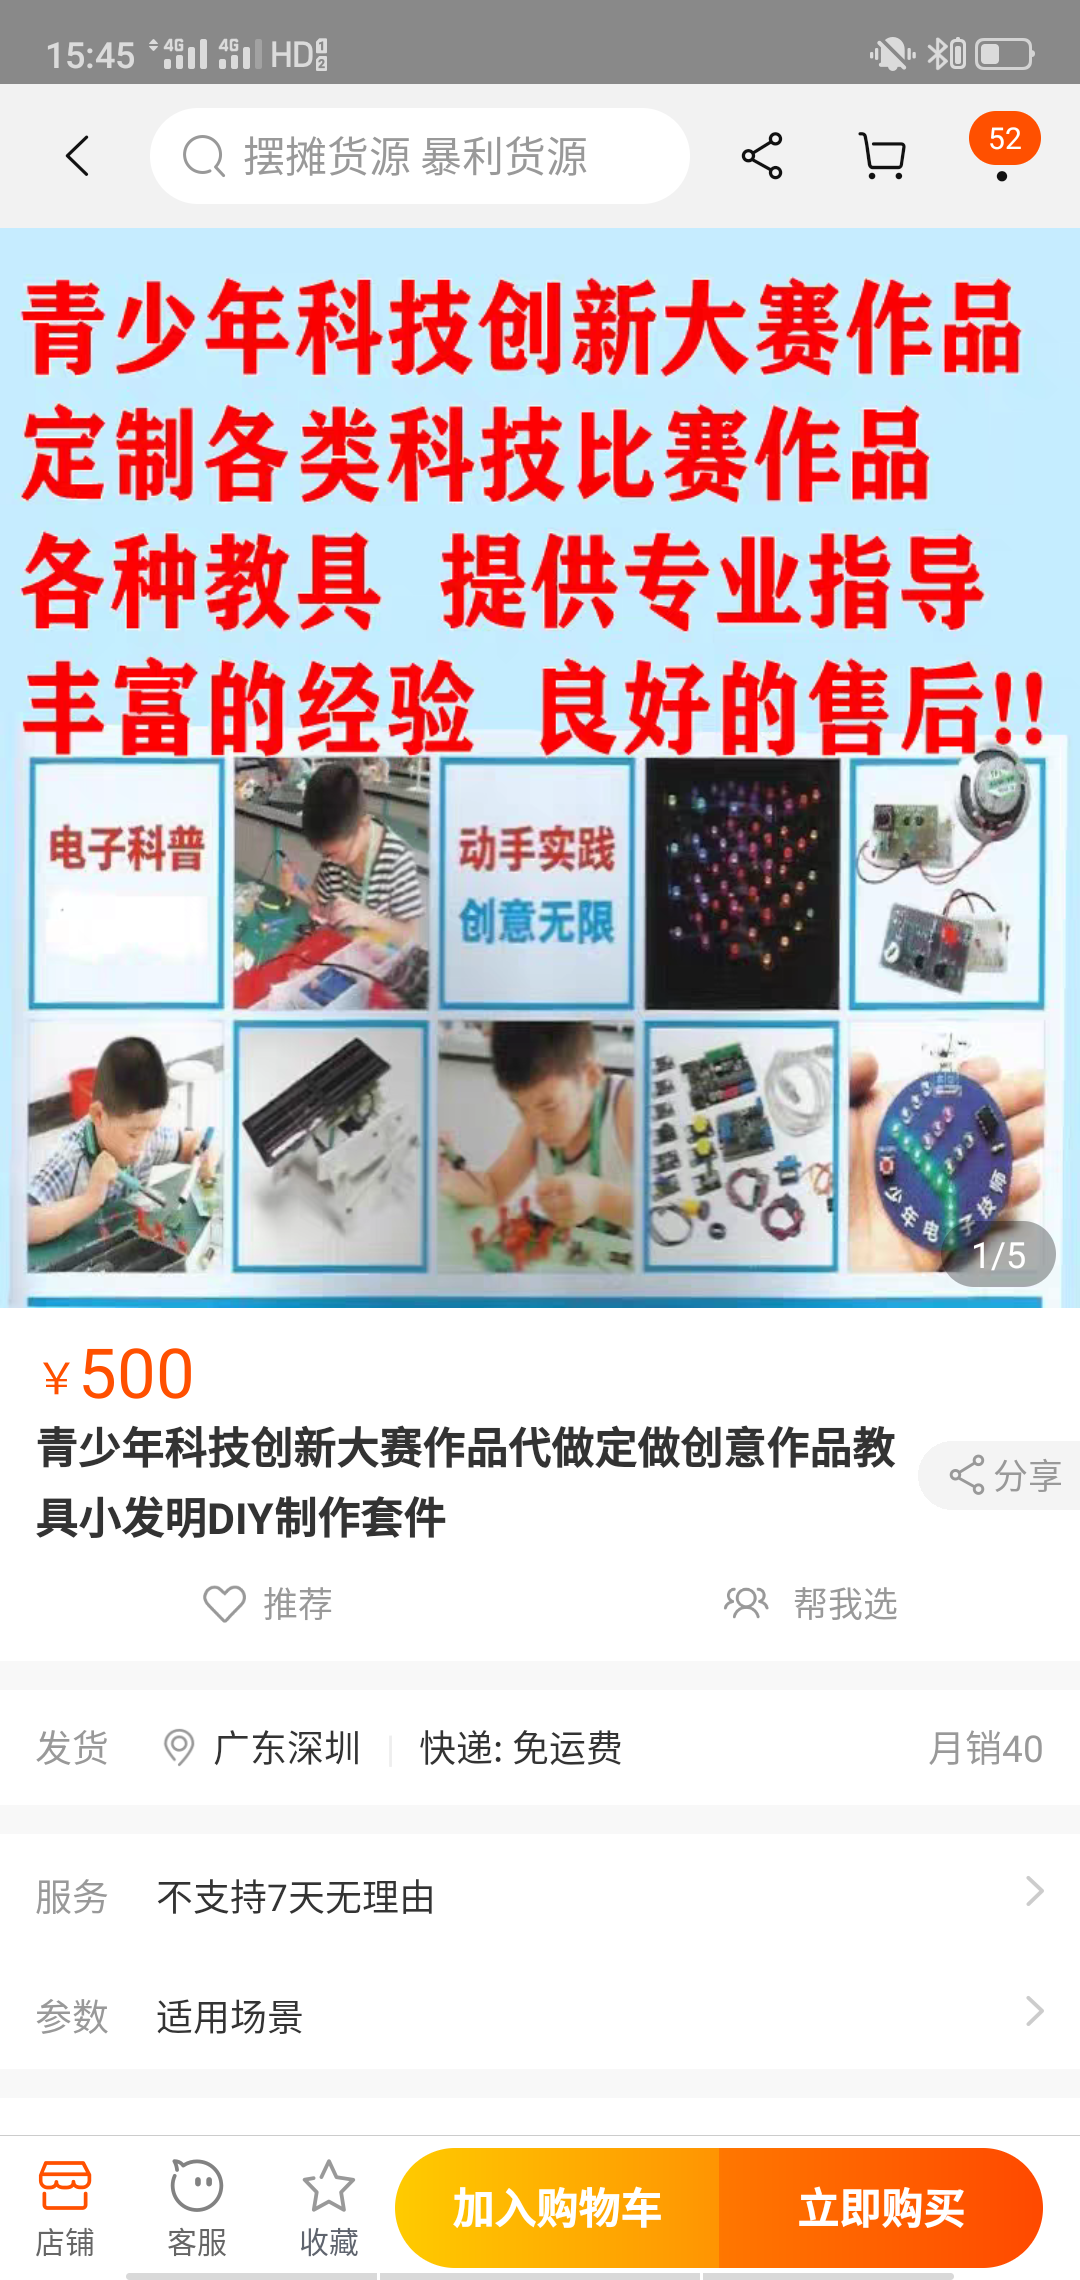 15:45 4G 4G HD 1 2
摆摊货源 暴利货源
52
青少年科技创新大赛作品
定制各类科技比赛作品
各种教具 提供专业指导
丰富的经验 良好的售后!!
电子科普
动手实践
创意无限
少年电子技师
1/5
¥500
青少年科技创新大赛作品代做定做创意作品教
具小发明DIY制作套件
分享
推荐
帮我选
发货 广东深圳 快递: 免运费 月销40
服务 不支持7天无理由
参数 适用场景
店铺
客服
收藏
加入购物车
立即购买